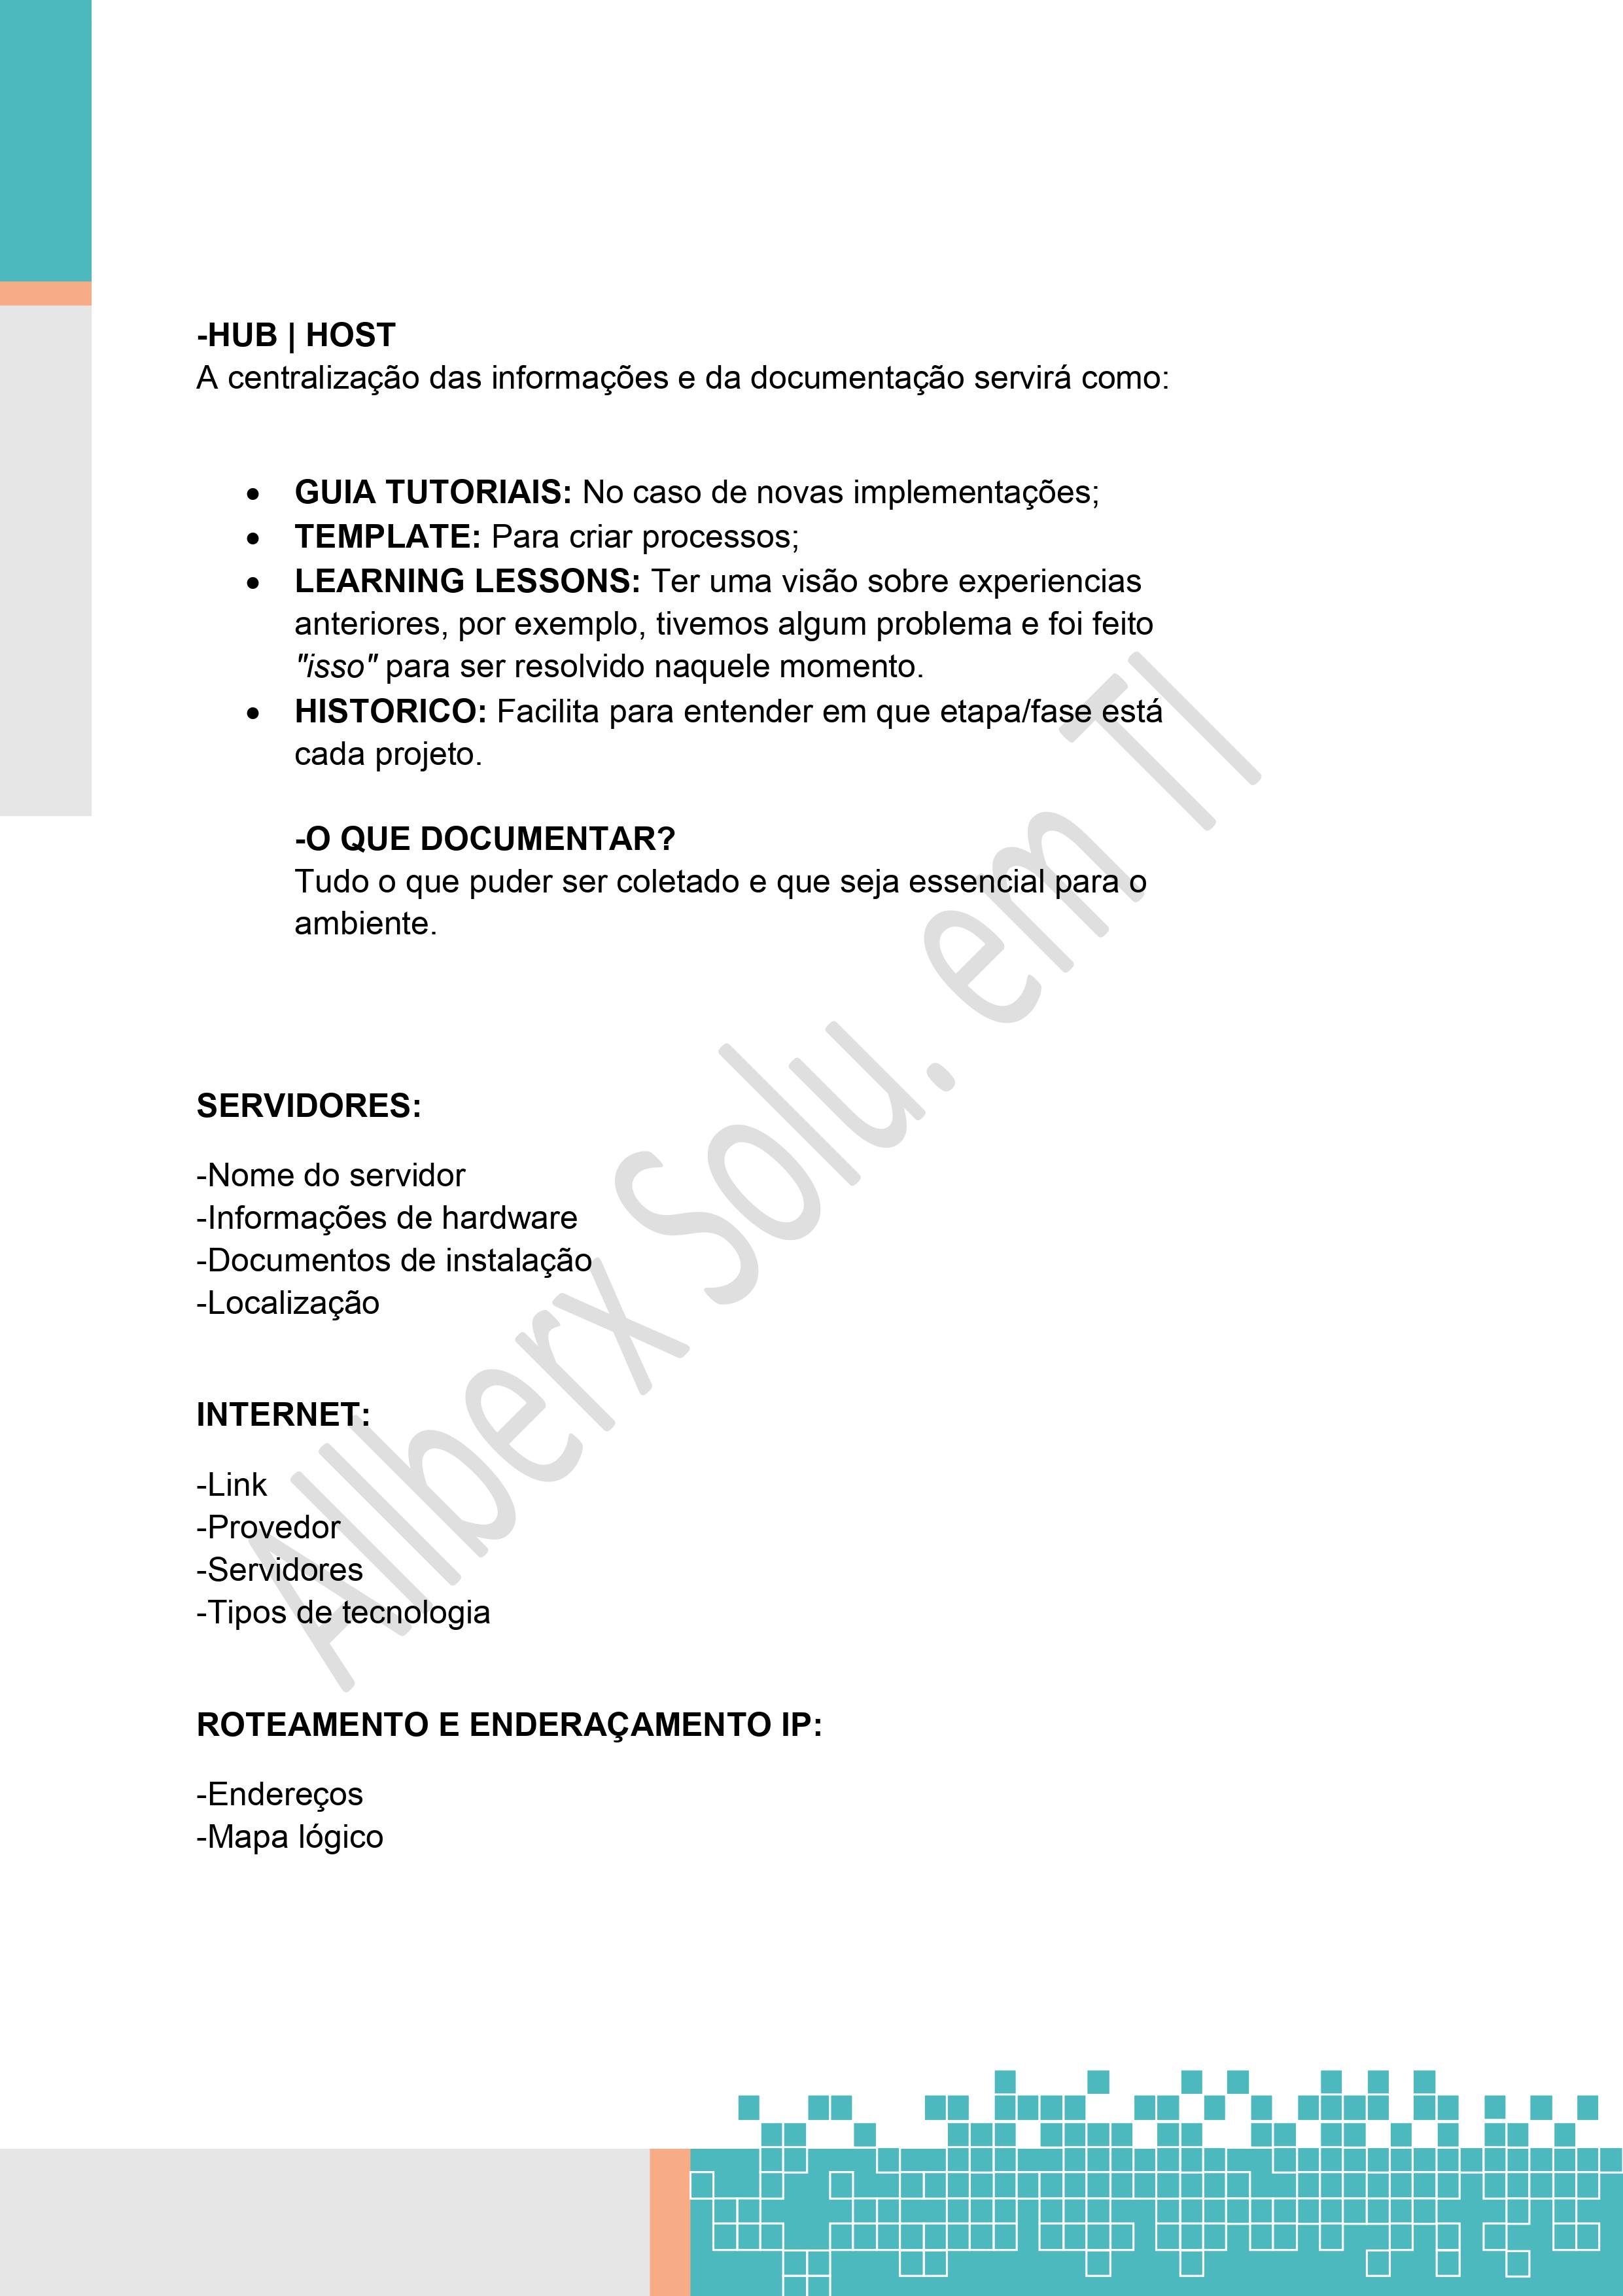 -HUB | HOST
A centralização das informações e da documentação servirá como:
• GUIA TUTORIAIS: No caso de novas implementações;
• TEMPLATE: Para criar processos;
• LEARNING LESSONS: Ter uma visão sobre experiencias
anteriores, por exemplo, tivemos algum problema e foi feito
"isso" para ser resolvido naquele momento.
• HISTORICO: Facilita para entender em que etapa/fase está
cada projeto.
-O QUE DOCUMENTAR?
Tudo o que puder ser coletado e que seja essencial para o
ambiente.
SERVIDORES:
-Nome do servidor
-Informações de hardware
-Documentos de instalação
-Localização
INTERNET:
-Link
-Provedor
-Servidores
-Tipos de tecnologia
ROTEAMENTO E ENDERAÇAMENTO IP:
-Endereços
-Mapa lógico
Allberx Solu. em TI